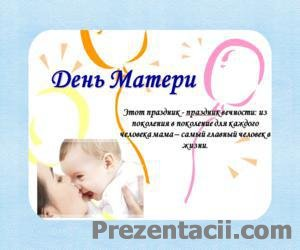 День Матери
Этот праздник - праздник вечности: из
поколения в поколение для каждого
человека мама – самый главный человек в
жизни.
Prezentacii.com